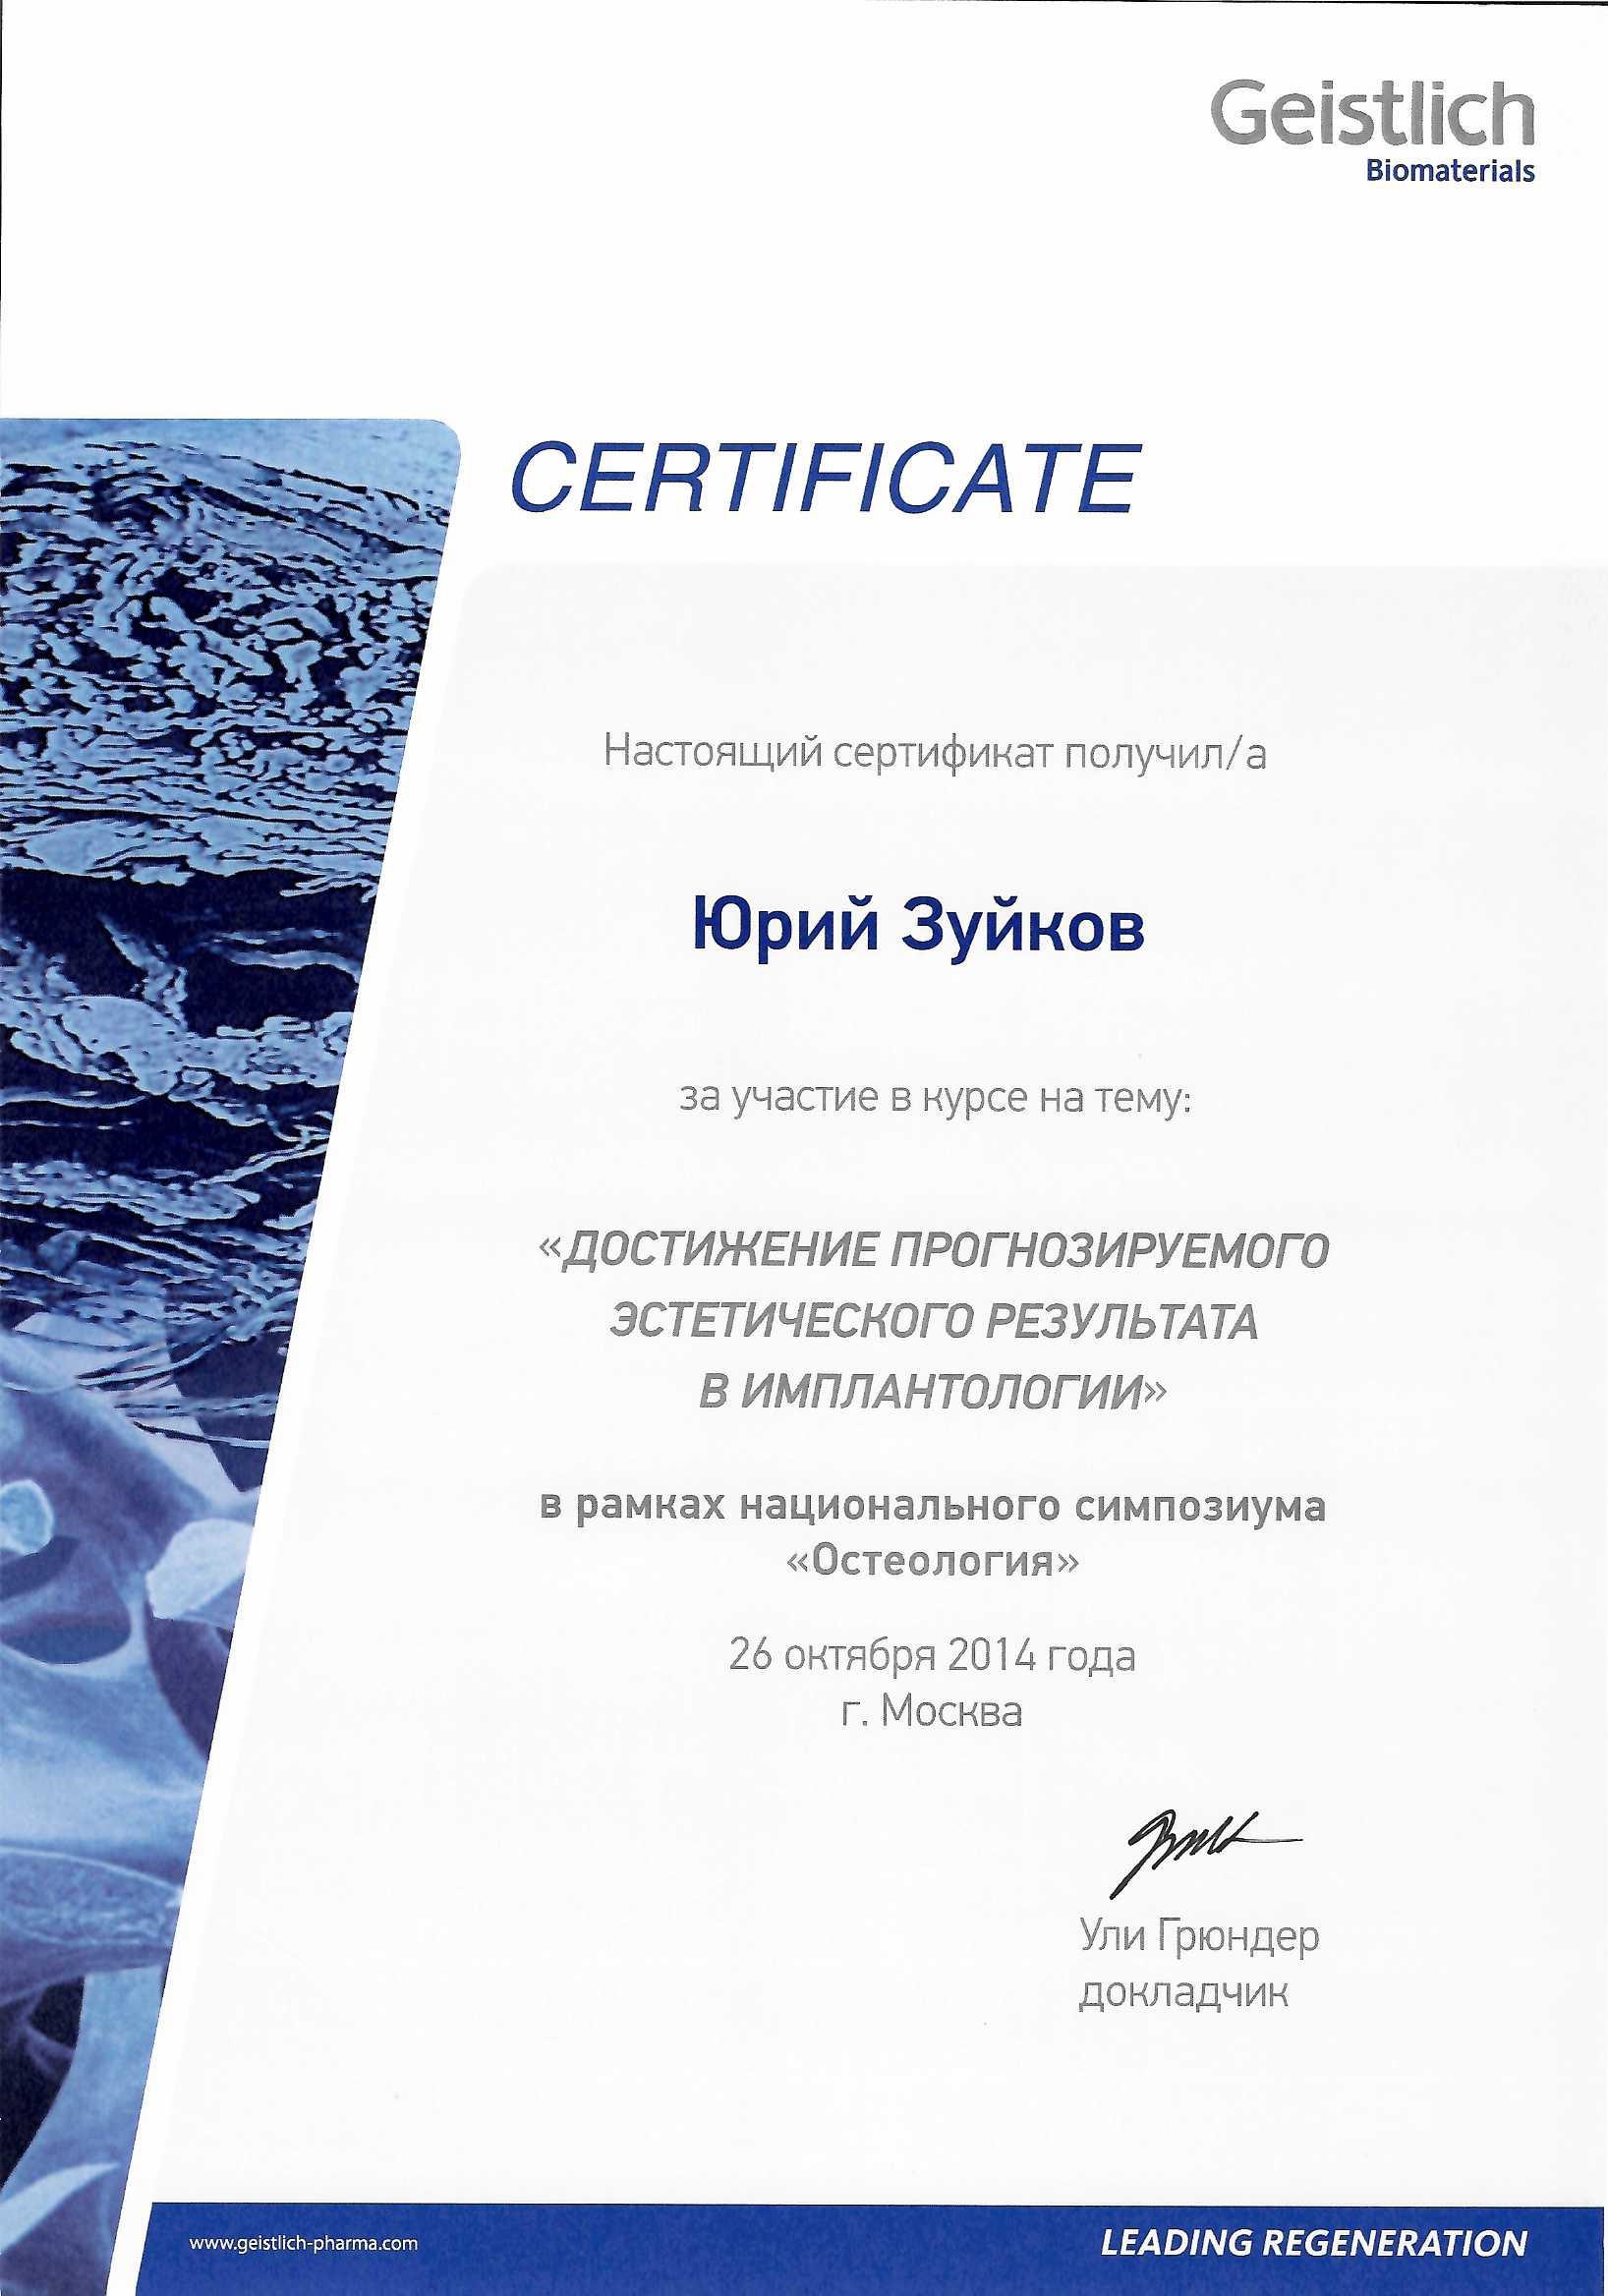 Geistlich
Biomaterials
CERTIFICATE
Настоящий сертификат получил/а
Юрий Зуйков
за участие в курсе на тему:
«ДОСТИЖЕНИЕ ПРОГНОЗИРУЕМОГО
ЭСТЕТИЧЕСКОГО РЕЗУЛЬТАТА
В ИМПЛАНТОЛОГИИ»
в рамках национального симпозиума
«Остеология»
26 октября 2014 года
г. Москва
Ули Грюндер
докладчик
www.geistlich-pharma.com
LEADING REGENERATION